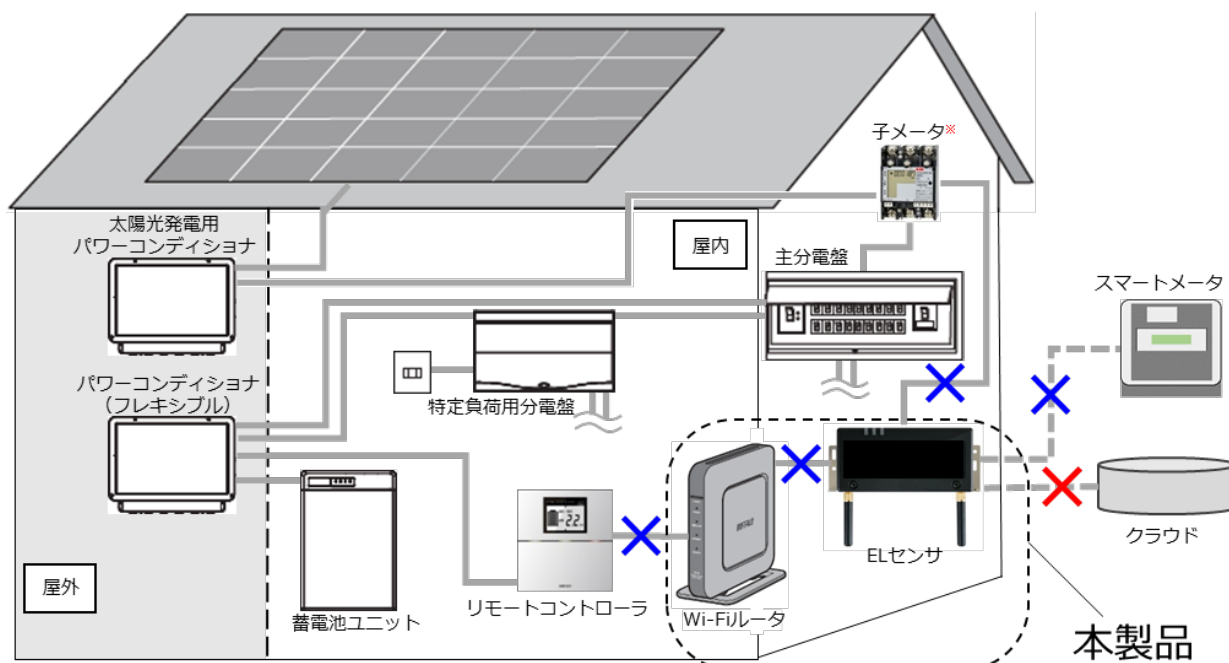 子メータ※
太陽光発電用
パワーコンディショナ
屋内
主分電盤
スマートメータ
パワーコンディショナ
（フレキシブル）
特定負荷用分電盤
クラウド
ELセンサ
屋外
蓄電池ユニット
リモートコントローラ
BUFFALO
Wi-Fiルータ
本製品